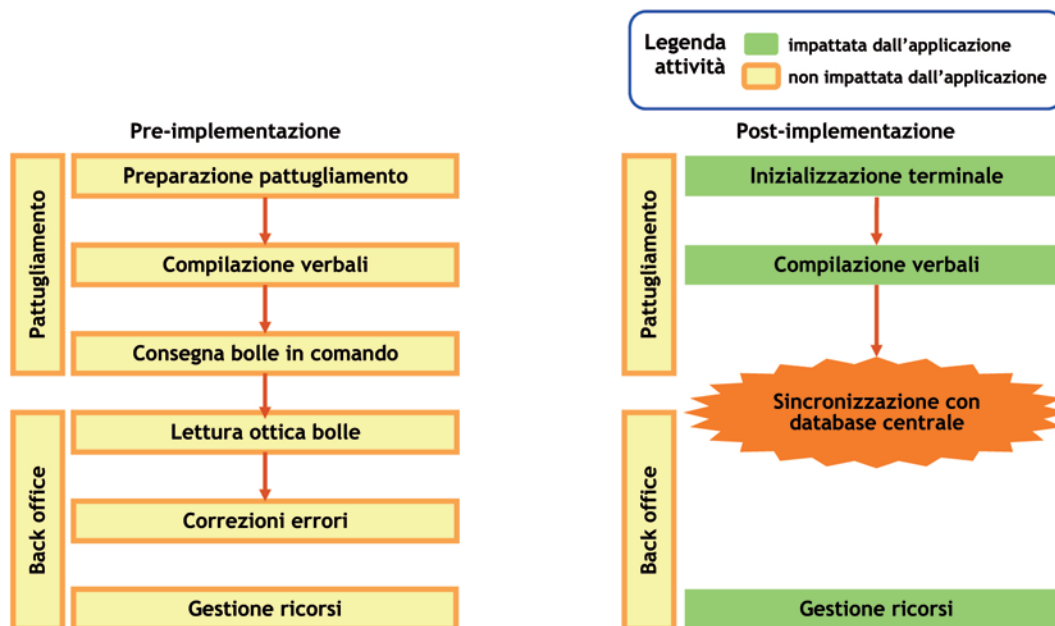 Legenda
attività
impattata dall'applicazione
non impattata dall'applicazione
Pre-implementazione
Pattugliamento
Preparazione pattugliamento
Compilazione verbali
Consegna bolle in comando
Back office
Lettura ottica bolle
Correzioni errori
Gestione ricorsi
Post-implementazione
Pattugliamento
Inizializzazione terminale
Compilazione verbali
Sincronizzazione con
database centrale
Back office
Gestione ricorsi